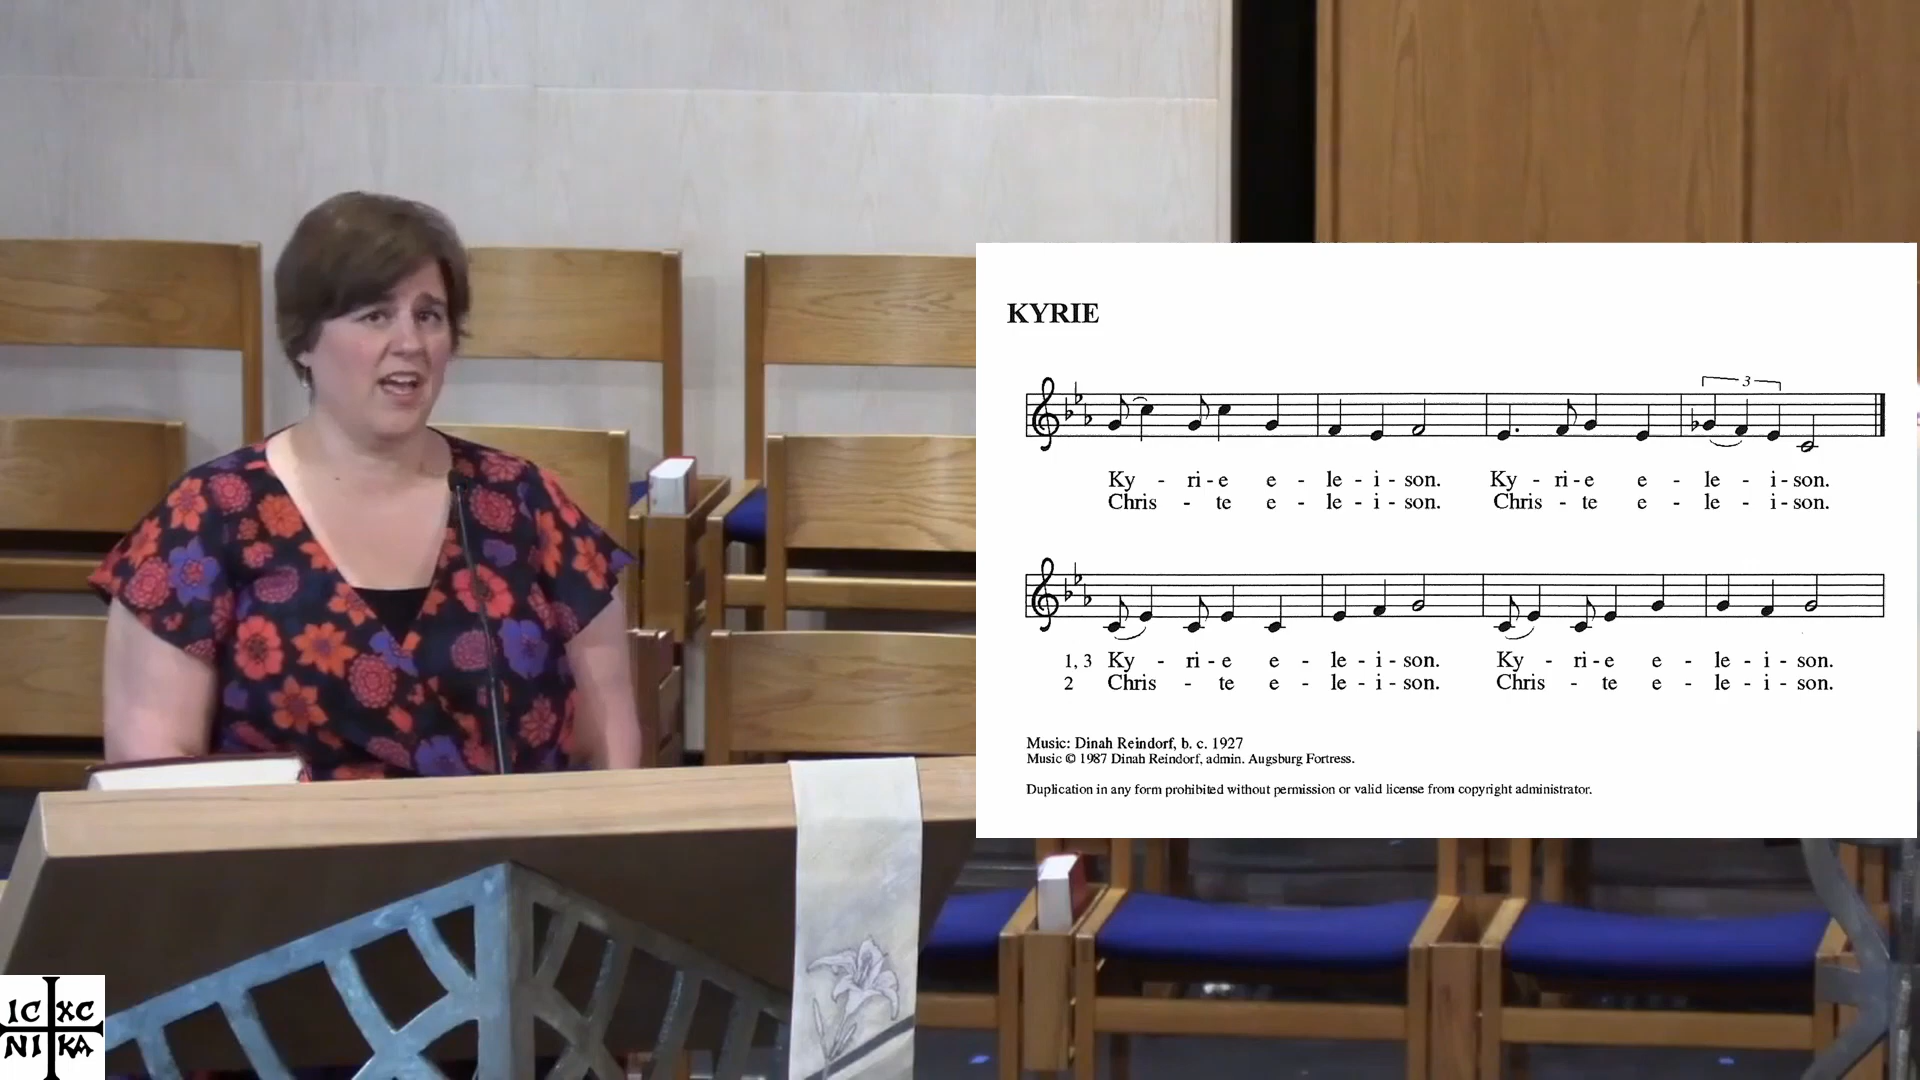 KYRIE
3
Ky - ri - e e - le - i - son. Ky - ri - e e - le - i - son.
Chris - te e - le - i - son. Chris - te e - le - i - son.
1, 3 Ky - ri - e e - le - i - son. Ky - ri - e e - le - i - son.
2 Chris - te e - le - i - son. Chris - te e - le - i - son.
Music: Dinah Reindorf, b. c. 1927
Music © 1987 Dinah Reindorf, admin. Augsburg Fortress.
Duplication in any form prohibited without permission or valid license from copyright administrator.
IC XC
NI KA